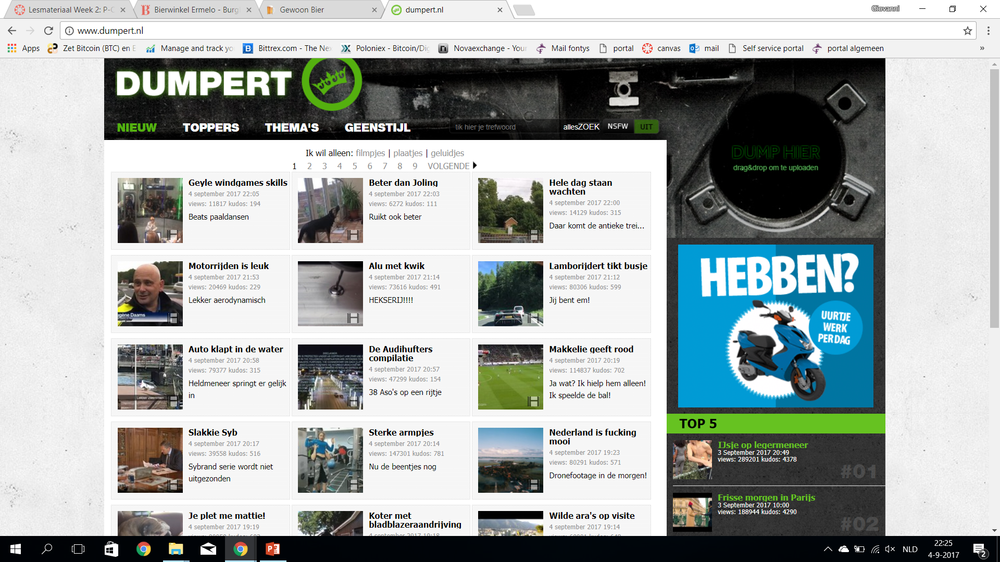 Lesmateriaal Week 2: P-C
Bierwinkel Ermelo - Burg
Gewoon Bier
dumpert.nl
Giovanni
www.dumpert.nl
Apps
Zet Bitcoin (BTC) en E
Manage and track yo
Bittrex.com - The Nex
Poloniex - Bitcoin/Dig
Novaexchange - Your
Mail fontys
portal
canvas
mail
Self service portal
portal algemeen
»
DUMPERT
NIEUW TOPPERS THEMA'S GEENSTIJL
tik hier je trefwoord allesZOEK NSFW UIT
DUMP HIER
drag&drop om te uploaden
Ik wil alleen: filmpjes | plaatjes | geluidjes
1 2 3 4 5 6 7 8 9 VOLGENDE
Geyle windgames skills
4 september 2017 22:05
views: 11817 kudos: 194
Beats paaldansen
Beter dan Joling
4 september 2017 22:03
views: 6272 kudos: 111
Ruikt ook beter
Hele dag staan
wachten
4 september 2017 22:00
views: 14129 kudos: 315
Daar komt de antieke trei...
Motorrijden is leuk
4 september 2017 21:53
views: 20469 kudos: 229
Lekker aerodynamisch
ugène Daams
Alu met kwik
4 september 2017 21:14
views: 73616 kudos: 491
HEKSERIJ!!!!
Lamborijdert tikt busje
4 september 2017 21:12
views: 80306 kudos: 599
Jij bent em!
Auto klapt in de water
4 september 2017 20:58
views: 79377 kudos: 315
Heldmeneer springt er gelijk
in
Lekker zwemmen
De Audihufters
compilatie
4 september 2017 20:57
views: 47299 kudos: 154
38 Aso's op een rijtje
DISCLAIMER
Makkelie geeft rood
4 september 2017 20:19
views: 114837 kudos: 702
Ja wat? Ik hielp hem alleen!
Ik speelde de bal!
Slakkie Syb
4 september 2017 20:17
views: 39558 kudos: 516
Sybrand serie wordt niet
uitgezonden
Sterke armpjes
4 september 2017 20:14
views: 147301 kudos: 781
Nu de beentjes nog
Nederland is fucking
mooi
4 september 2017 19:23
views: 80291 kudos: 571
Dronefootage in de morgen!
Je plet me mattie!
4 september 2017 19:19
Koter met
bladblazeraandrijving
4 september 2017 19:18
Wilde ara's op visite
4 september 2017 19:14
HEBBEN?
UURTJE
WERK
PER DAG
TOP 5
IJsje op legermeneer
3 September 2017 20:49
views: 289201 kudos: 4378
#01
Frisse morgen in Parijs
3 September 2017 10:00
views: 188944 kudos: 4290
#02
NLD
22:25
4-9-2017
2